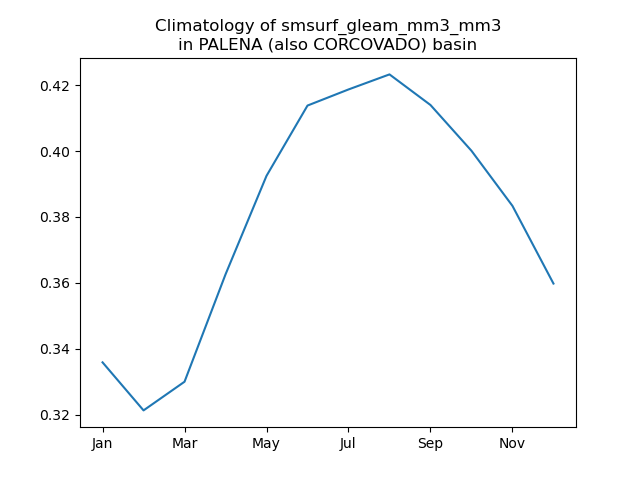 Climatology of smsurf_gleam_mm3_mm3
in PALENA (also CORCOVADO) basin
0.42
0.40
0.38
0.36
0.34
0.32
Jan Mar May Jul Sep Nov